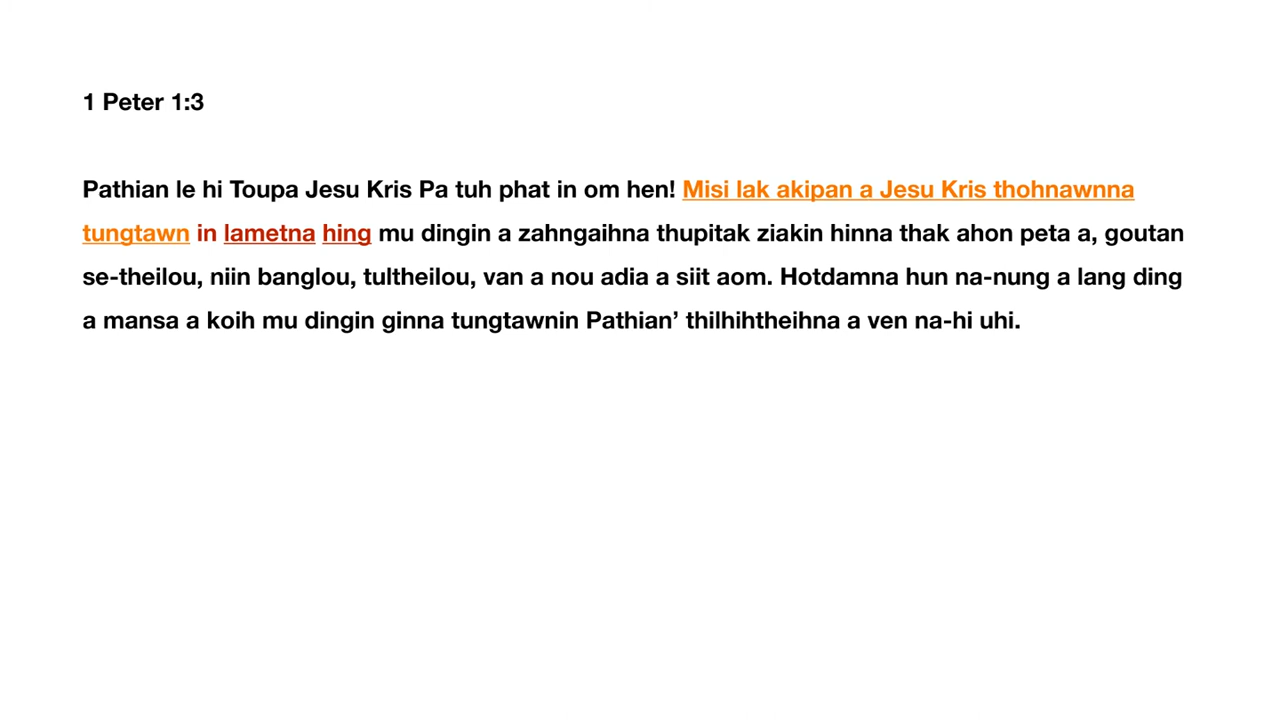 1 Peter 1:3
Pathian le hi Toupa Jesu Kris Pa tuh phat in om hen! Misi lak akipan a Jesu Kris thohnawnna
tungtawn in lametna hing mu dingin a zahngaihna thupitak ziakin hinna thak ahon peta a, goutan
se-theilou, niin banglou, tultheilou, van a nou adia a siit aom. Hotdamna hun na-nung a lang ding
a mansa a koih mu dingin ginna tungtawnin Pathian’ thilhihtheihna a ven na-hi uhi.